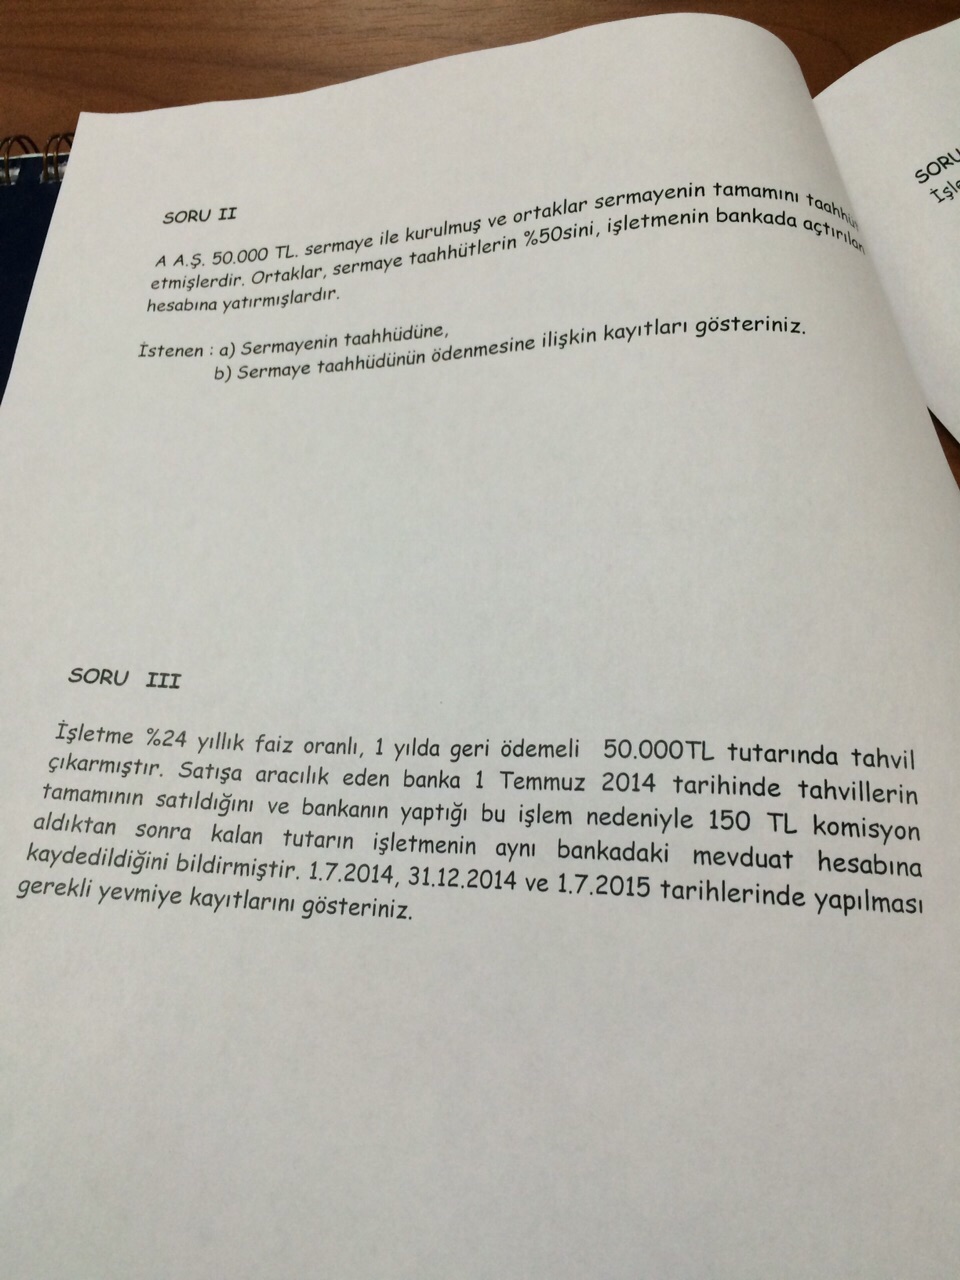 SORU II
A A.Ş. 50.000 TL. sermaye ile kurulmuş ve ortaklar sermayenin tamamını
etmişlerdir. Ortaklar, sermaye taahhütlerin %50sini, işletmenin bankada açtırılan
hesabına yatırmışlardır.
İstenen : a) Sermayenin taahhüdüne,
b) Sermaye taahhüdünün ödenmesine ilişkin kayıtları gösteriniz.
SORU III
İşletme %24 yıllık faiz oranlı, 1 yılda geri ödemeli 50.000TL tutarında tahvil
çıkarmıştır. Satışa aracılık eden banka 1 Temmuz 2014 tarihinde tahvillerin
tamamının satıldığını ve bankanın yaptığı bu işlem nedeniyle 150 TL komisyon
aldıktan sonra kalan tutarın işletmenin aynı bankadaki mevduat hesabına
kaydedildiğini bildirmiştir. 1.7.2014, 31.12.2014 ve 1.7.2015 tarihlerinde yapılması
gerekli yevmiye kayıtlarını gösteriniz.
SORU